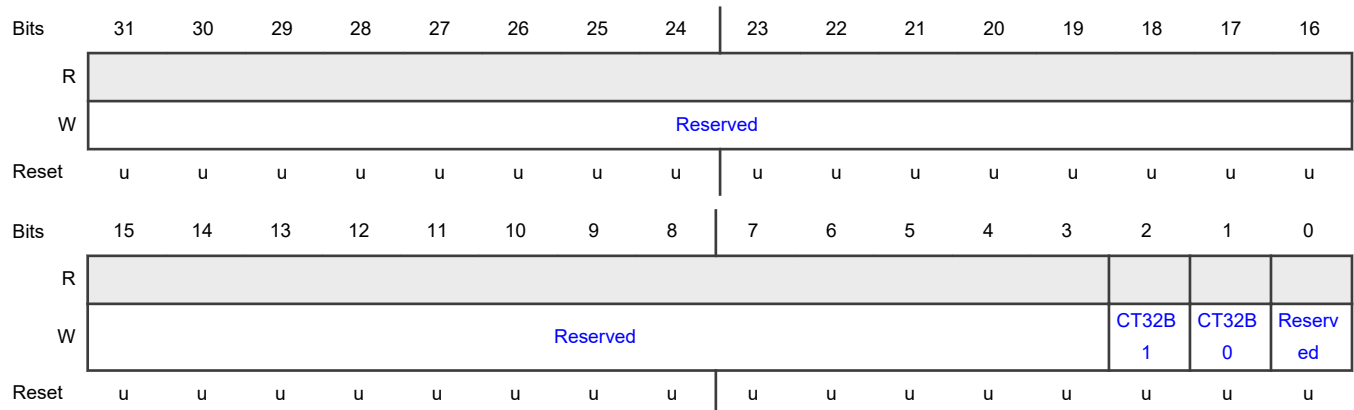 Bits 31 30 29 28 27 26 25 24 23 22 21 20 19 18 17 16
R
W Reserved
Reset u u u u u u u u u u u u u u u u
Bits 15 14 13 12 11 10 9 8 7 6 5 4 3 2 1 0
R
W Reserved CT32B 1 CT32B 0 Reserv ed
Reset u u u u u u u u u u u u u u u u